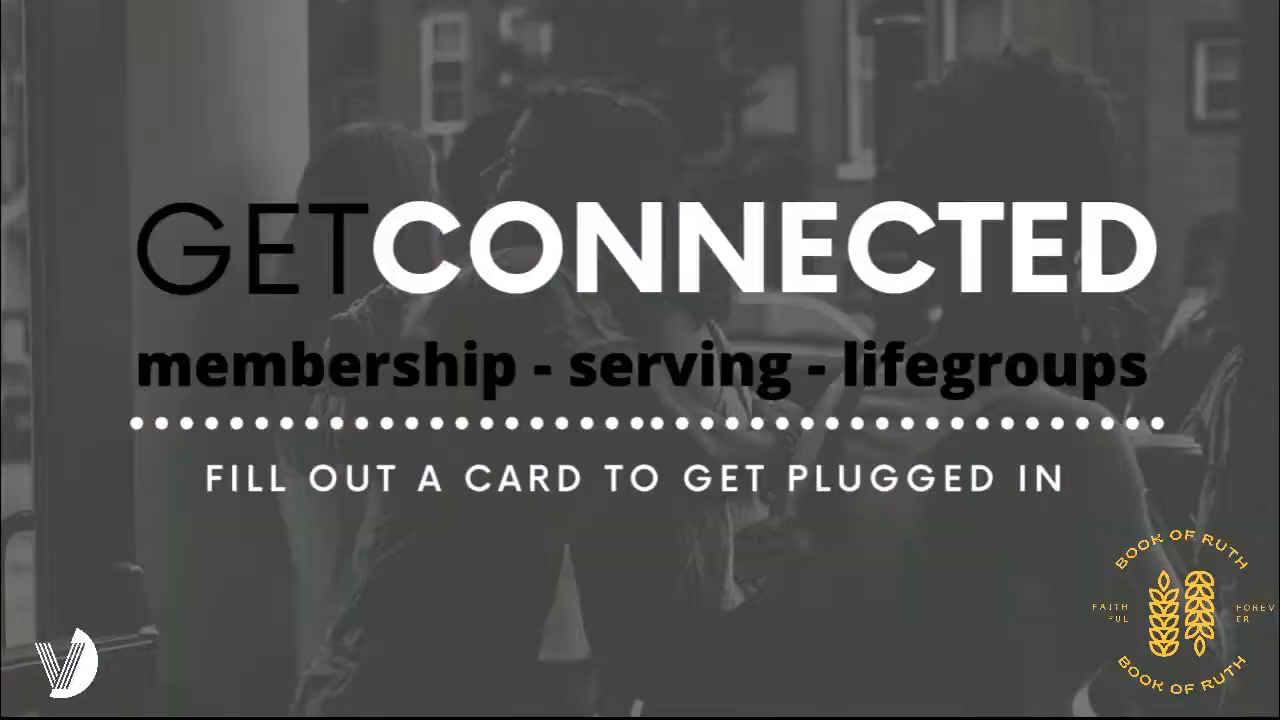 GETCONNECTED
membership - serving - lifegroups
FILL OUT A CARD TO GET PLUGGED IN
BOOK OF RUTH
FAITH
FUL
FOREV
ER
BOOK OF RUTH